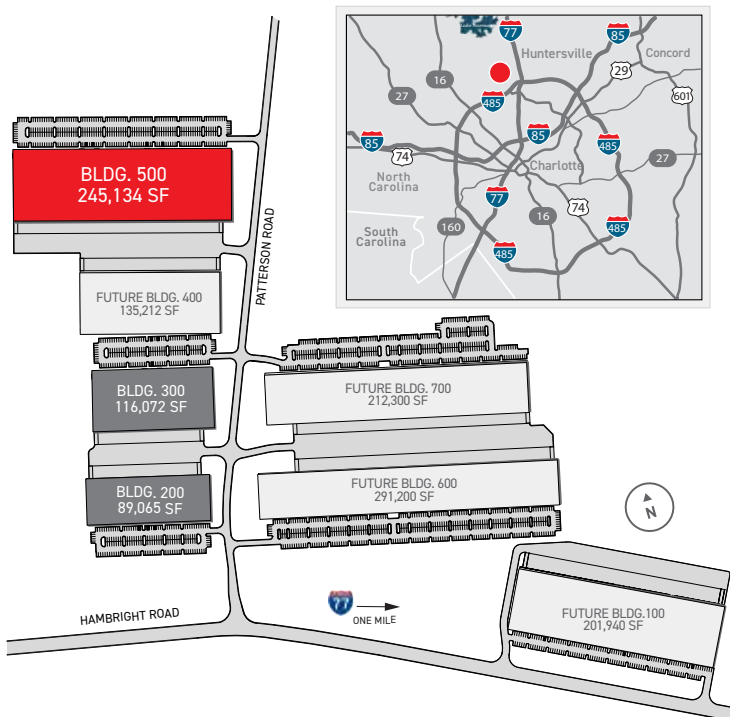 BLDG. 500
245,134 SF
PATTERSON ROAD
FUTURE BLDG. 400
135,212 SF
BLDG. 300
116,072 SF
BLDG. 200
89,065 SF
FUTURE BLDG. 700
212,300 SF
FUTURE BLDG. 600
291,200 SF
FUTURE BLDG.100
201,940 SF
HAMBRIGHT ROAD
77
ONE MILE
N
77
85
Huntersville
Concord
29
16
27
485
601
85
85
74
485
Charlotte
27
North
Carolina
77
74
16
South
Carolina
160
485
485